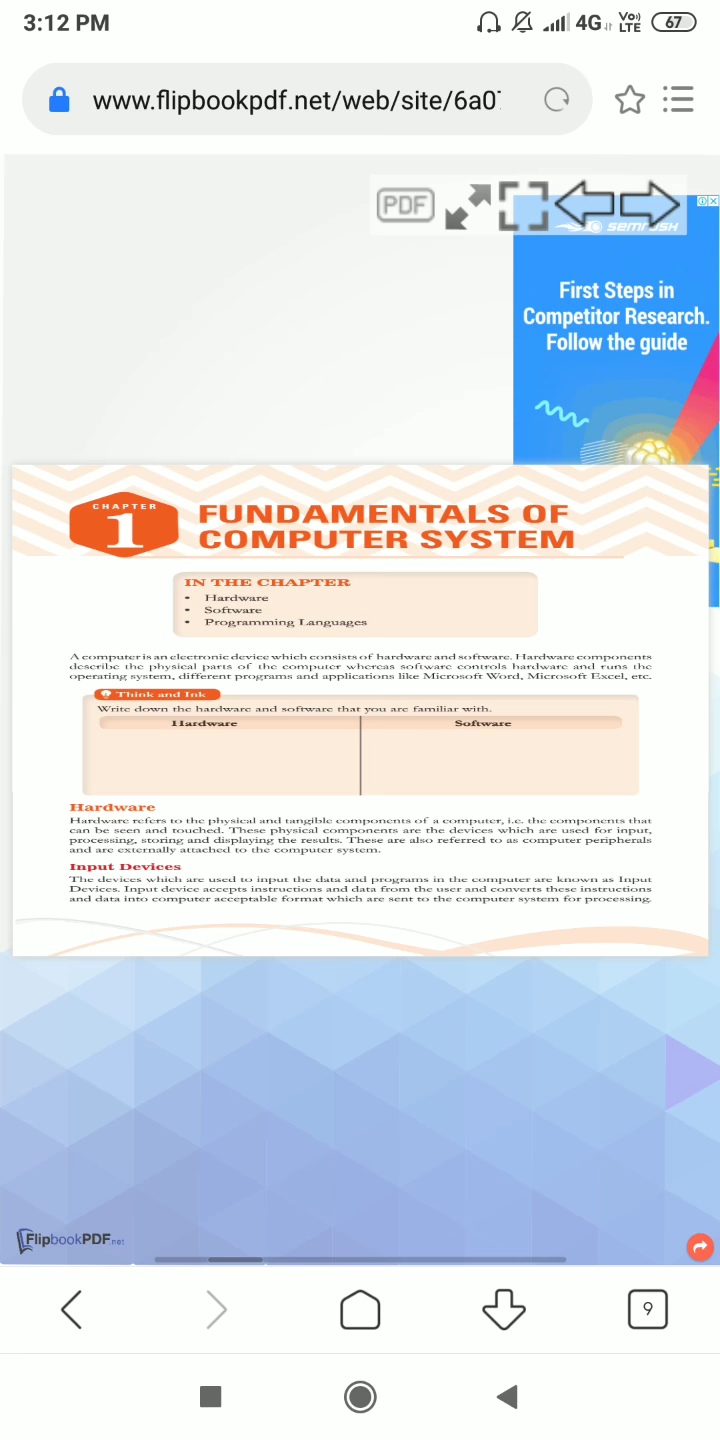 3:12 PM
4G Vo)) LTE 67
www.flipbookpdf.net/web/site/6a0
PDF
SEMRUSH
First Steps in
Competitor Research.
Follow the guide
CHAPTER
1
FUNDAMENTALS OF
COMPUTER SYSTEM
IN THE CHAPTER
• Hardware
• Software
• Programming Languages
A computer is an electronic device which consists of hardware and software. Hardware components
describe the physical parts of the computer whereas software controls hardware and runs the
operating system, different programs and applications like Microsoft Word, Microsoft Excel, etc.
Think and Ink
Write down the hardware and software that you are familiar with.
Hardware Software
Hardware
Hardware refers to the physical and tangible components of a computer, i.e. the components that
can be seen and touched. These physical components are the devices which are used for input,
processing, storing and displaying the results. These are also referred to as computer peripherals
and are externally attached to the computer system.
Input Devices
The devices which are used to input the data and programs in the computer are known as Input
Devices. Input device accepts instructions and data from the user and converts these instructions
and data into computer acceptable format which are sent to the computer system for processing.
FlipbookPDF.net
9